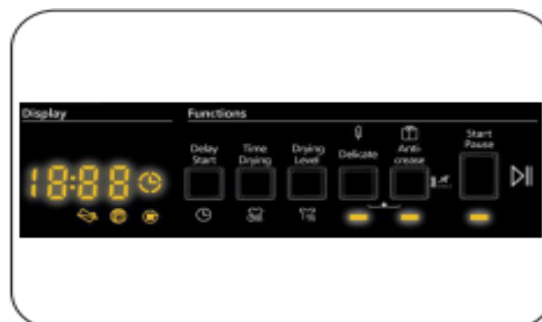 Display
Functions
Delay
Start
Time
Drying
Drying
Level
Delicate
Anti-
crease
Start
Pause
18:88